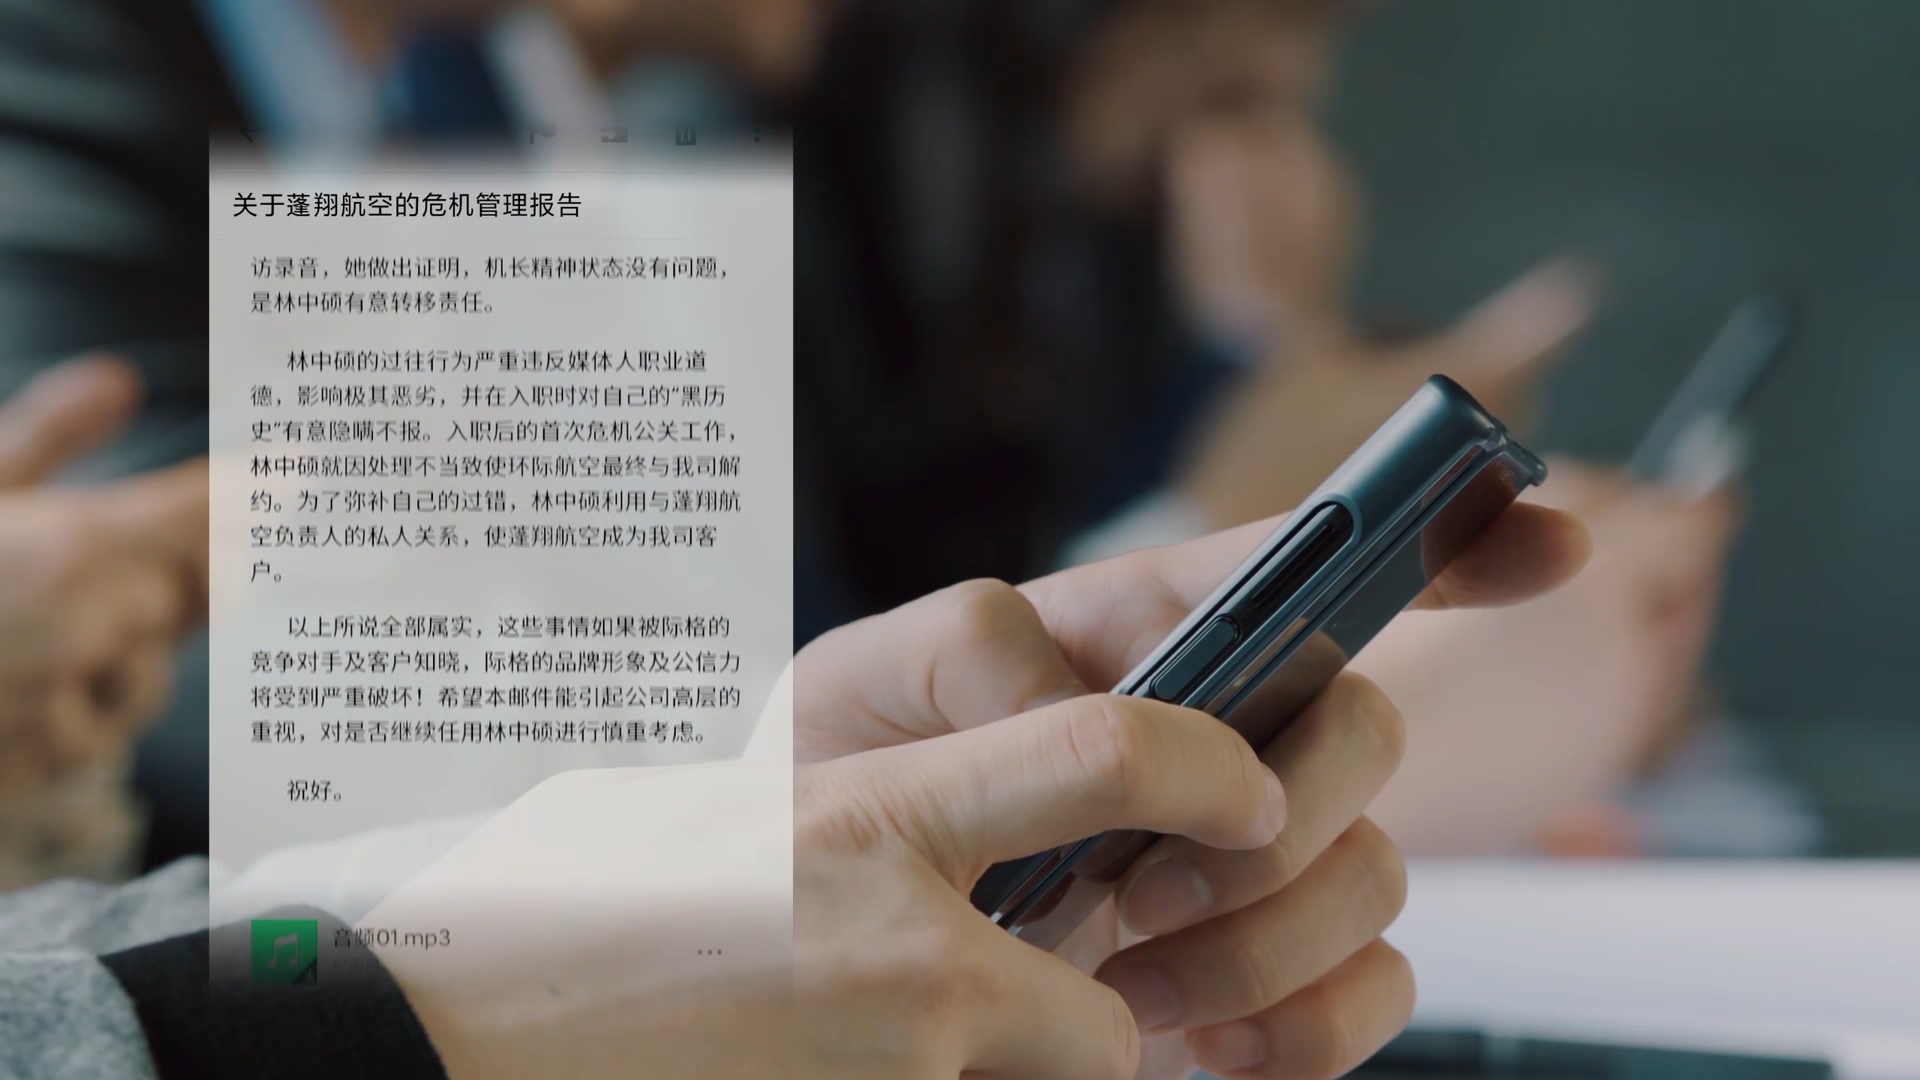 关于蓬翔航空的危机管理报告
访录音，她做出证明，机长精神状态没有问题，
是林中硕有意转移责任。
林中硕的过往行为严重违反媒体人职业道
德，影响极其恶劣，并在入职时对自己的“黑历
史”有意隐瞒不报。入职后的首次危机公关工作，
林中硕就因处理不当致使环际航空最终与我司解
约。为了弥补自己的过错，林中硕利用与蓬翔航
空负责人的私人关系，使蓬翔航空成为我司客
户。
以上所说全部属实，这些事情如果被际格的
竞争对手及客户知晓，际格的品牌形象及公信力
将受到严重破坏！希望本邮件能引起公司高层的
重视，对是否继续任用林中硕进行慎重考虑。
祝好。
音频01.mp3